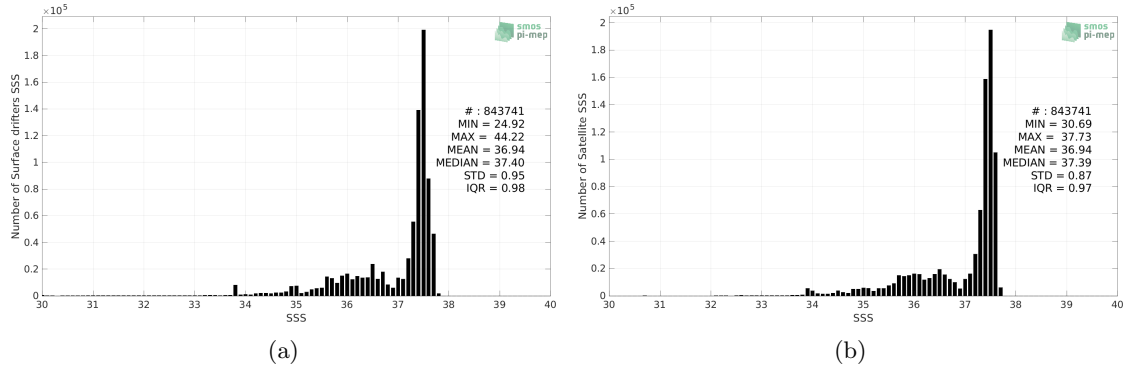 ×10⁵
smos
pi-mep
2
1.8
1.6
1.4
1.2
1
0.8
0.6
0.4
0.2
0
Number of Surface drifters SSS
# : 843741
MIN = 24.92
MAX = 44.22
MEAN = 36.94
MEDIAN = 37.40
STD = 0.95
IQR = 0.98
30 31 32 33 34 35 36 37 38 39 40
SSS
(a)
×10⁵
smos
pi-mep
2
1.8
1.6
1.4
1.2
1
0.8
0.6
0.4
0.2
0
Number of Satellite SSS
# : 843741
MIN = 30.69
MAX = 37.73
MEAN = 36.94
MEDIAN = 37.39
STD = 0.87
IQR = 0.97
30 31 32 33 34 35 36 37 38 39 40
SSS
(b)